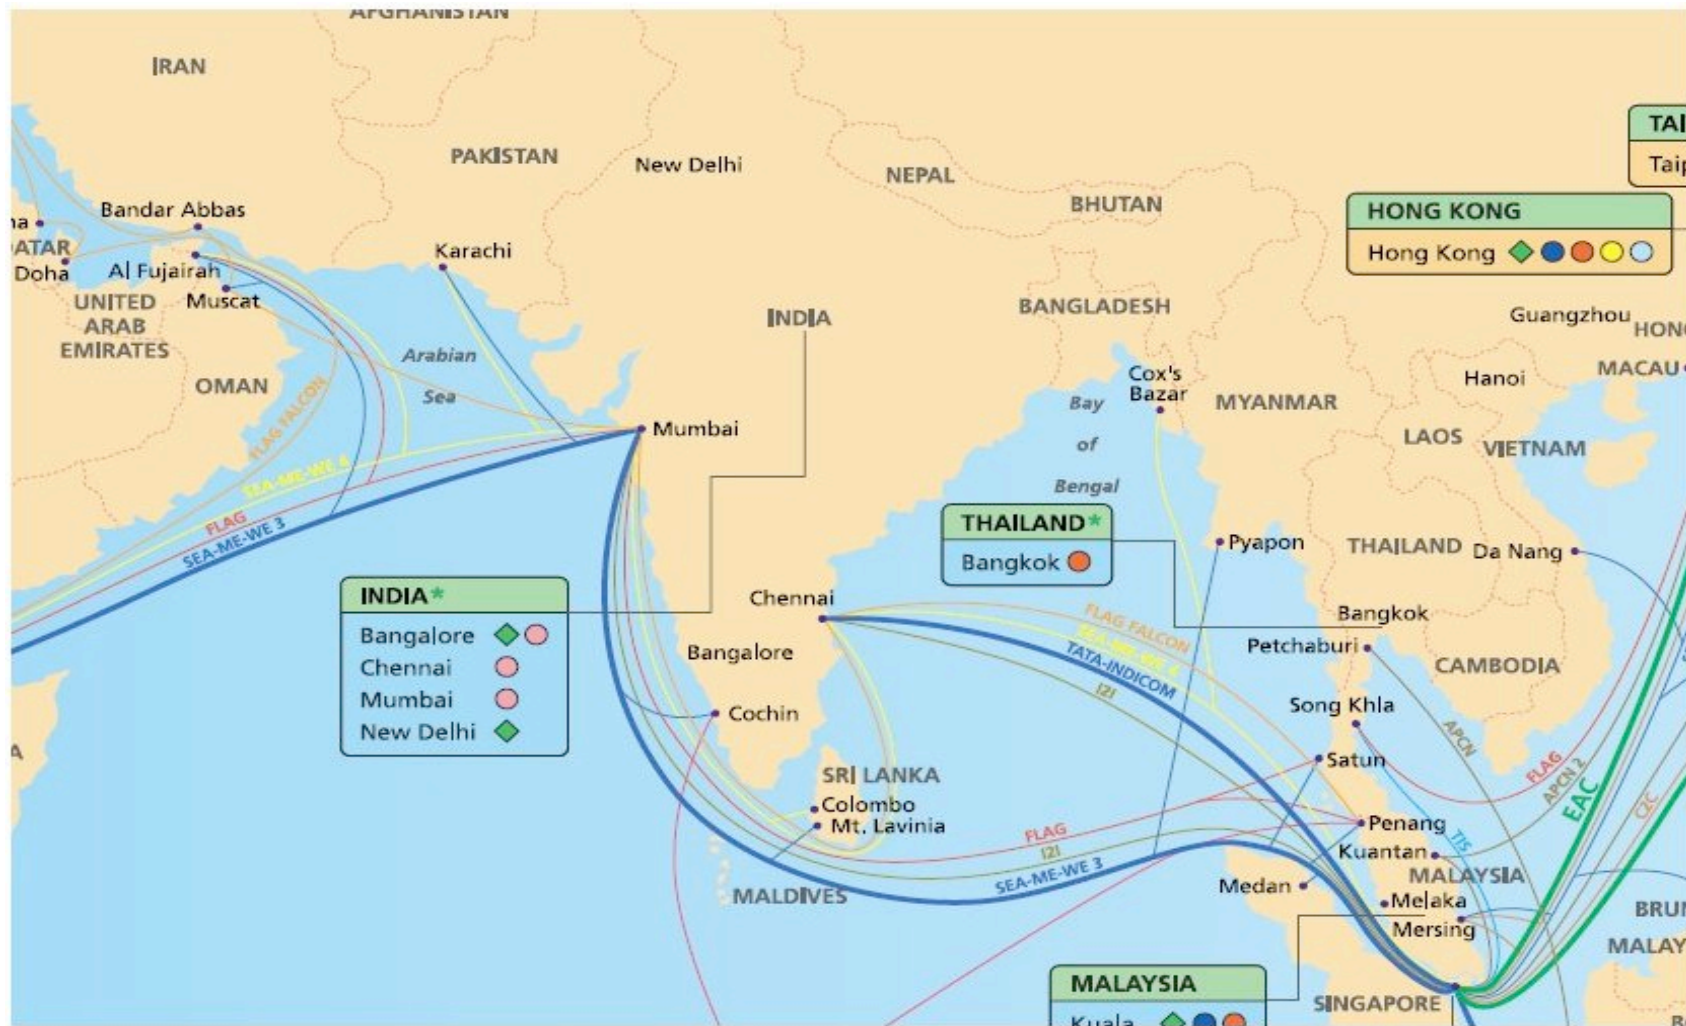 AFGHANISTAN
IRAN
PAKISTAN
New Delhi
NEPAL
BHUTAN
TAI
Taip
HONG KONG
Hong Kong
Bandar Abbas
Karachi
na
QATAR
Doha
Al Fujairah
Muscat
UNITED
ARAB
EMIRATES
OMAN
Arabian
Sea
INDIA
BANGLADESH
Guangzhou
HONG
MACAU
Hanoi
Cox's
Bazar
MYANMAR
LAOS
VIETNAM
Bay
of
Bengal
Mumbai
FLAG FALCON
SEA-ME-WE 4
FLAG
SEA-ME-WE 3
THAILAND*
Bangkok
Pyapon
THAILAND
Da Nang
INDIA*
Bangalore
Chennai
Mumbai
New Delhi
Chennai
Bangalore
Cochin
FLAG FALCON
SEA-ME-WE 4
TATA-INDICOM
I2I
Bangkok
Petchaburi
CAMBODIA
Song Khla
Satun
APCN
FLAG
APCN 2
EAC
C2C
SRI LANKA
Colombo
Mt. Lavinia
MALDIVES
FLAG
I2I
SEA-ME-WE 3
Penang
TIS
Kuantan
MALAYSIA
Medan
Melaka
Mersing
BRUN
MALAY
MALAYSIA
Kuala
SINGAPORE